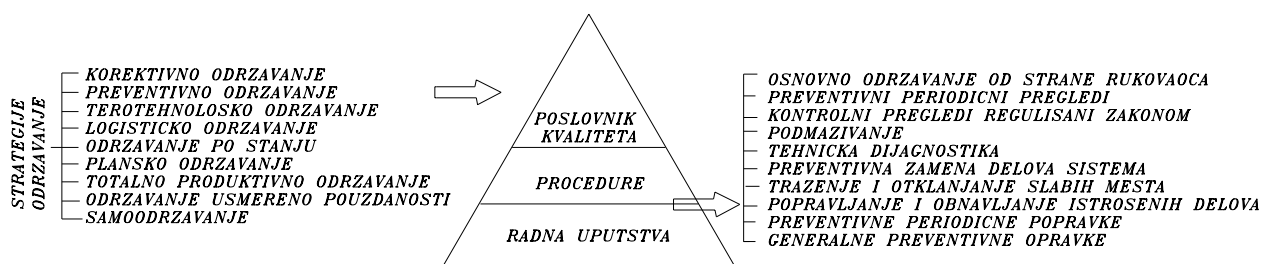 STRATEGIJE
ODRZAVANJE
KOREKTIVNO ODRZAVANJE
PREVENTIVNO ODRZAVANJE
TEROTEHNOLOSKO ODRZAVANJE
LOGISTICKO ODRZAVANJE
ODRZAVANJE PO STANJU
PLANSKO ODRZAVANJE
TOTALNO PRODUKTIVNO ODRZAVANJE
ODRZAVANJE USMERENO POUZDANOSTI
SAMOODRZAVANJE
POSLOVNIK
KVALITETA
PROCEDURE
RADNA UPUTSTVA
OSNOVNO ODRZAVANJE OD STRANE RUKOVAOCA
PREVENTIVNI PERIODICNI PREGLEDI
KONTROLNI PREGLEDI REGULISANI ZAKONOM
PODMAZIVANJE
TEHNICKA DIJAGNOSTIKA
PREVENTIVNA ZAMENA DELOVA SISTEMA
TRAZENJE I OTKLANJANJE SLABIH MESTA
POPRAVLJANJE I OBNAVLJANJE ISTROSENIH DELOVA
PREVENTIVNE PERIODICNE POPRAVKE
GENERALNE PREVENTIVNE OPRAVKE